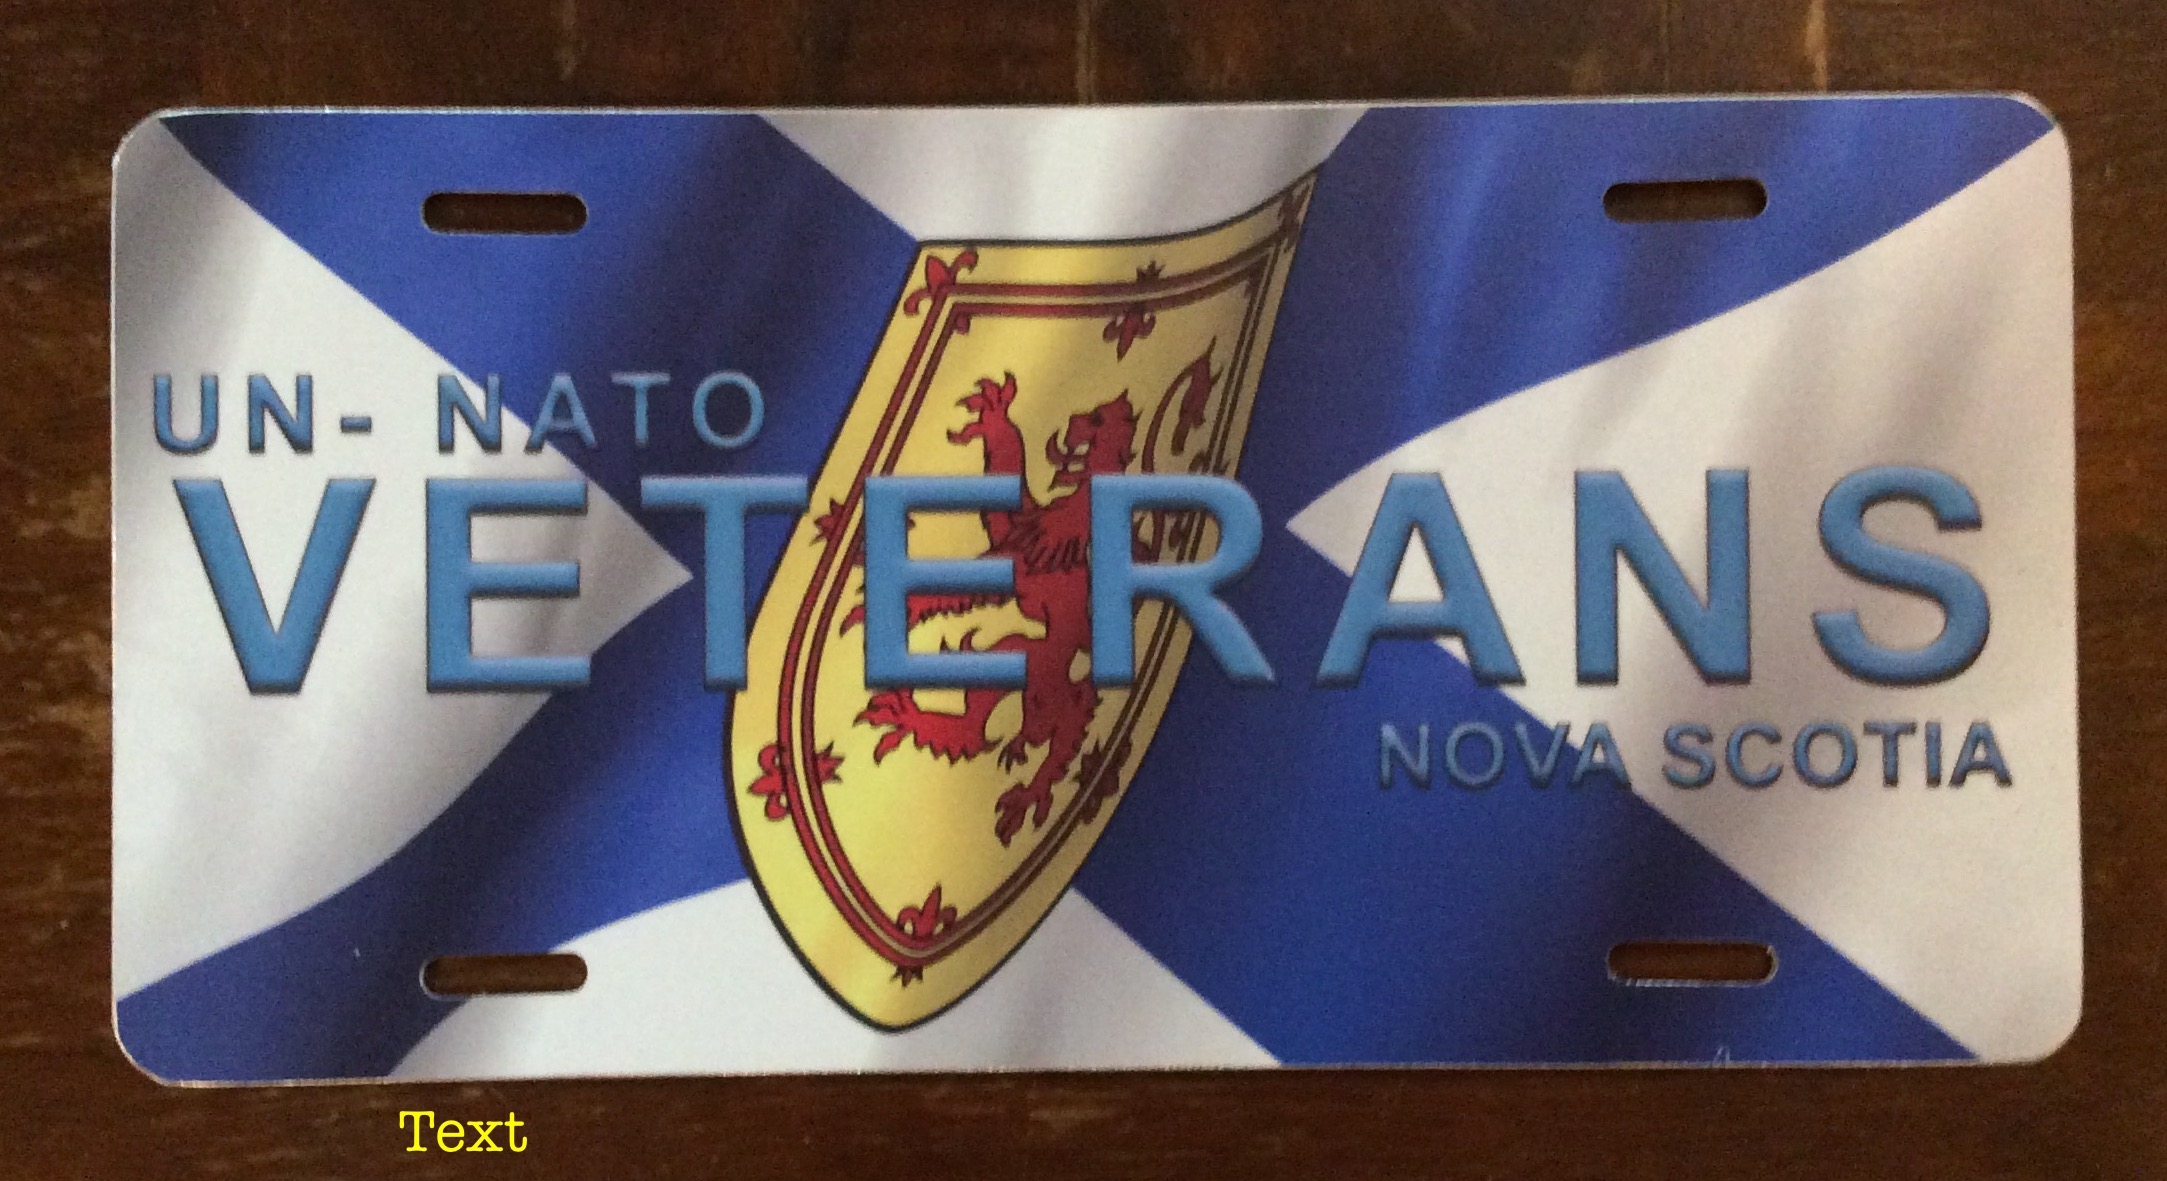 UN- NATO
VETERANS
NOVA SCOTIA
Text